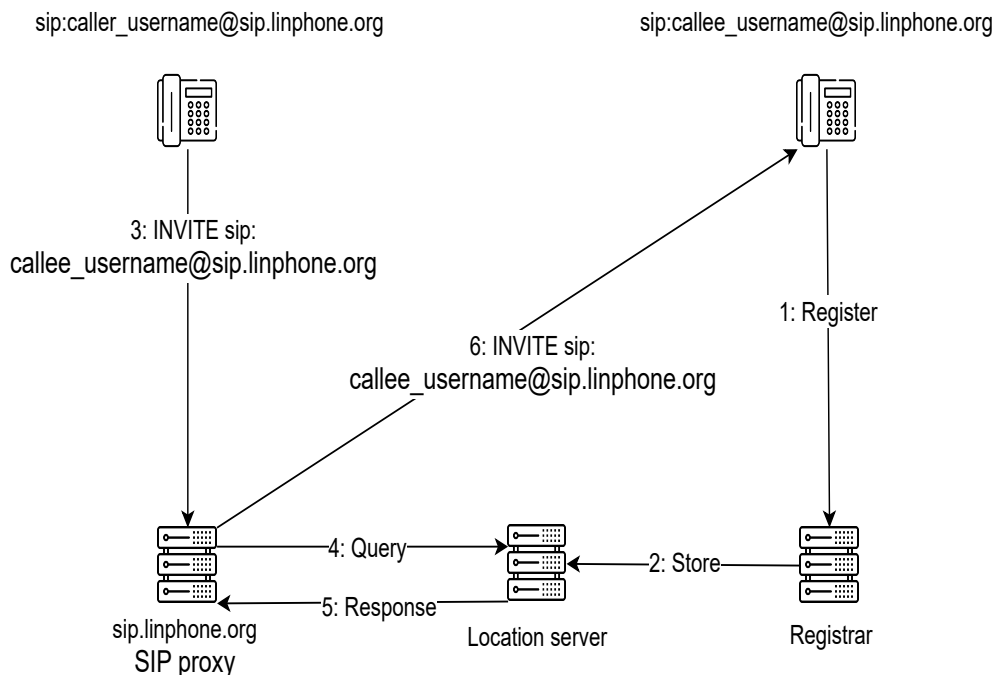 sip:caller_username@sip.linphone.org
sip:callee_username@sip.linphone.org
3: INVITE sip:
callee_username@sip.linphone.org
1: Register
6: INVITE sip:
callee_username@sip.linphone.org
4: Query
2: Store
5: Response
sip.linphone.org
SIP proxy
Location server
Registrar